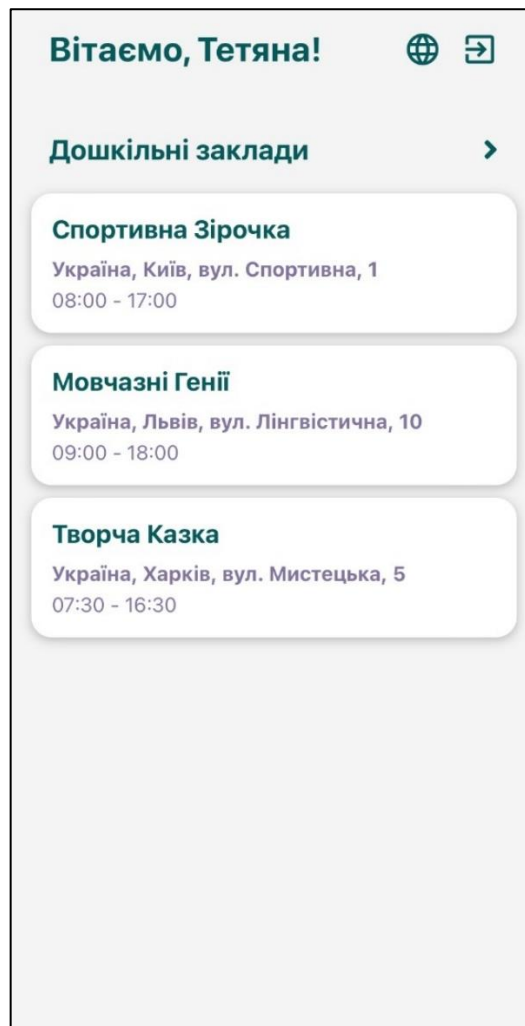 Вітаємо, Тетяна!
Дошкільні заклади
Спортивна Зірочка
Україна, Київ, вул. Спортивна, 1
08:00 - 17:00
Мовчазні Генії
Україна, Львів, вул. Лінгвістична, 10
09:00 - 18:00
Творча Казка
Україна, Харків, вул. Мистецька, 5
07:30 - 16:30